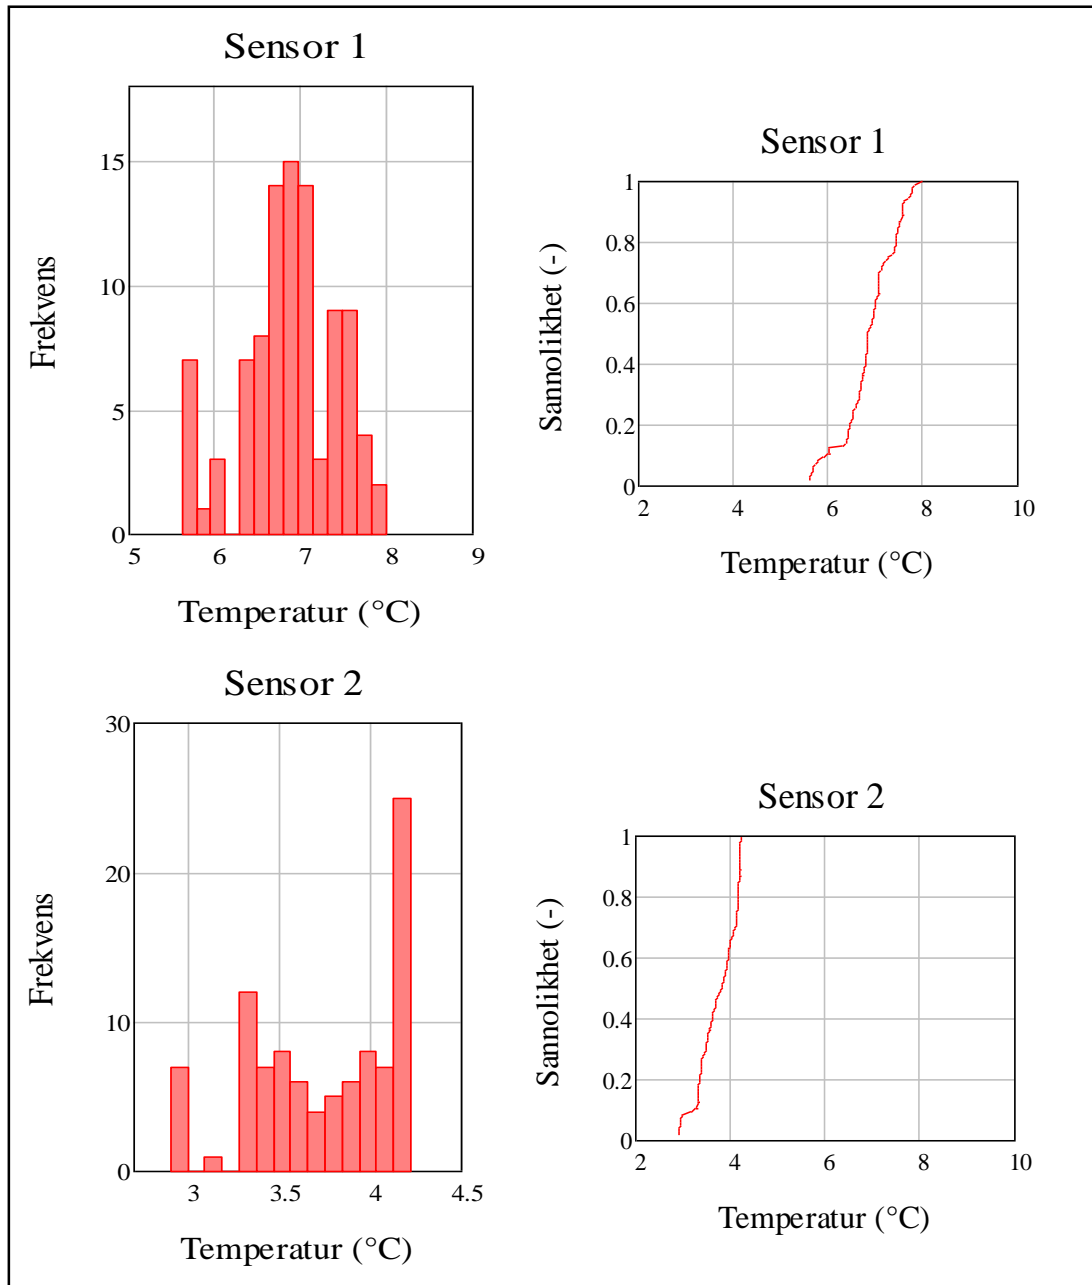 Sensor 1
15
10
5
0
5 6 7 8 9
Frekvens
Temperatur (°C)
Sensor 1
1
0.8
0.6
0.4
0.2
0
2 4 6 8 10
Sannolikhet (-)
Temperatur (°C)
Sensor 2
30
20
10
0
3 3.5 4 4.5
Frekvens
Temperatur (°C)
Sensor 2
1
0.8
0.6
0.4
0.2
0
2 4 6 8 10
Sannolikhet (-)
Temperatur (°C)